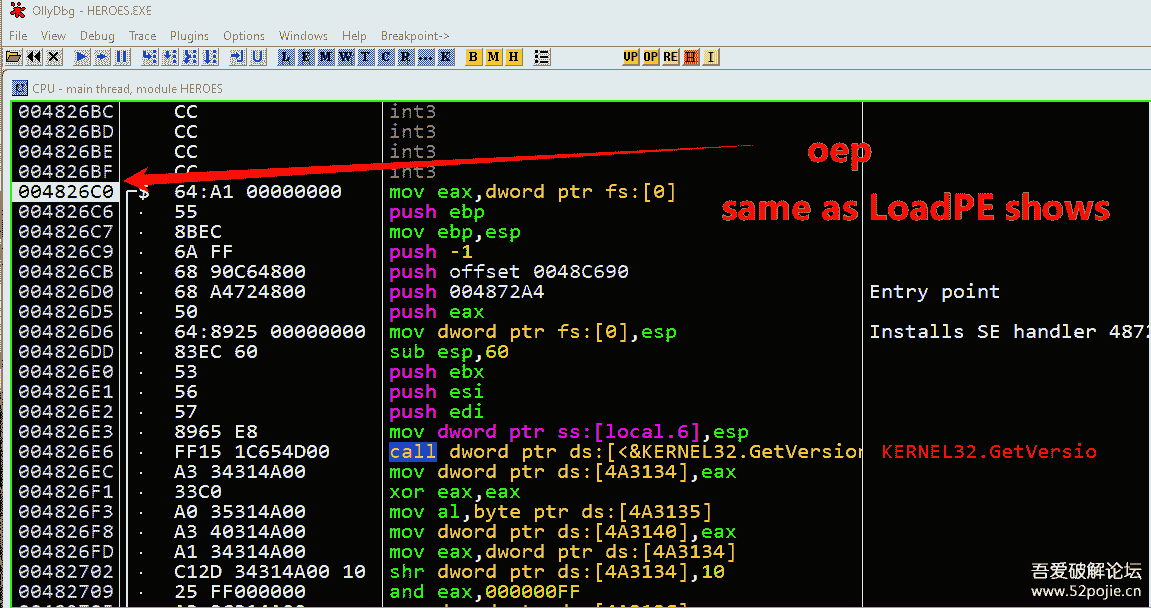 OllyDbg - HEROES.EXE
File View Debug Trace Plugins Options Windows Help Breakpoint->
L E M W T C R ... K B M H UP OP RE H I
CPU - main thread, module HEROES
004826BC CC int3
004826BD CC int3
004826BE CC int3
004826BF CC int3
oep
004826C0 $ 64:A1 00000000 mov eax,dword ptr fs:[0]
same as LoadPE shows
004826C6 . 55 push ebp
004826C7 . 8BEC mov ebp,esp
004826C9 . 6A FF push -1
004826CB . 68 90C64800 push offset 0048C690
004826D0 . 68 A4724800 push 004872A4 Entry point
004826D5 . 50 push eax
004826D6 . 64:8925 00000000 mov dword ptr fs:[0],esp Installs SE handler 4872
004826DD . 83EC 60 sub esp,60
004826E0 . 53 push ebx
004826E1 . 56 push esi
004826E2 . 57 push edi
004826E3 . 8965 E8 mov dword ptr ss:[local.6],esp
004826E6 . FF15 1C654D00 call dword ptr ds:[<&KERNEL32.GetVersion KERNEL32.GetVersio
004826EC . A3 34314A00 mov dword ptr ds:[4A3134],eax
004826F1 . 33C0 xor eax,eax
004826F3 . A0 35314A00 mov al,byte ptr ds:[4A3135]
004826F8 . A3 40314A00 mov dword ptr ds:[4A3140],eax
004826FD . A1 34314A00 mov eax,dword ptr ds:[4A3134]
00482702 . C12D 34314A00 10 shr dword ptr ds:[4A3134],10
00482709 . 25 FF000000 and eax,000000FF
吾爱破解论坛
www.52pojie.cn